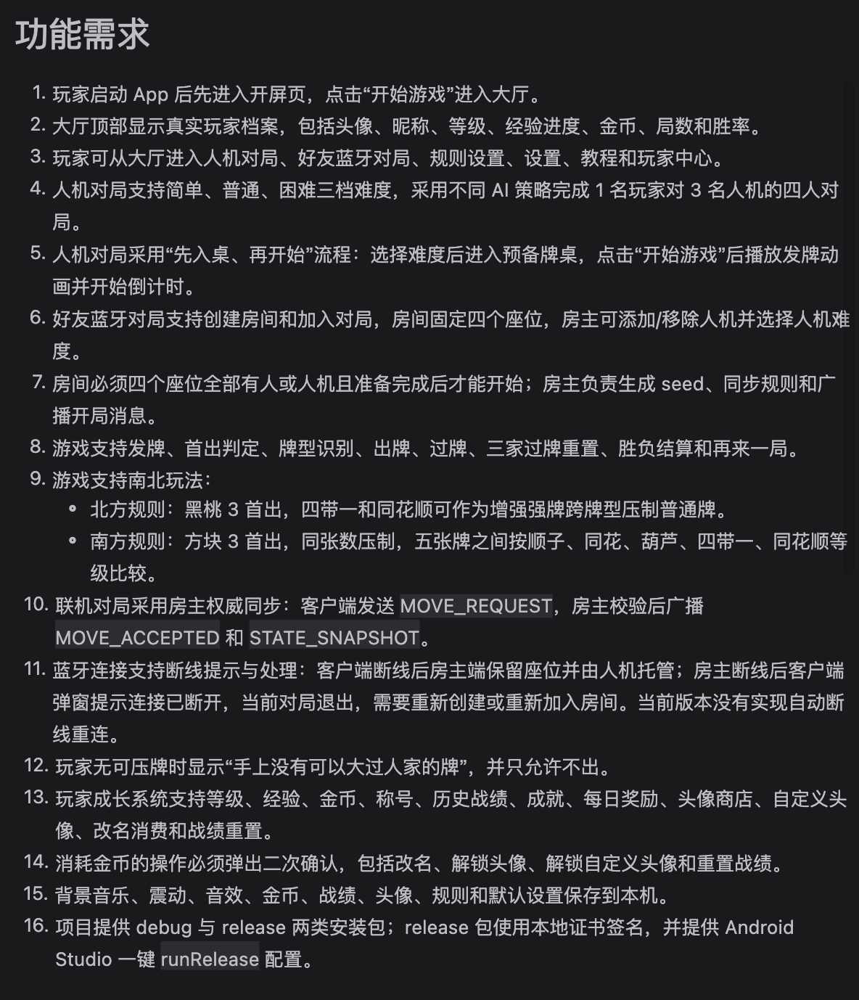 功能需求
1. 玩家启动 App 后先进入开屏页，点击“开始游戏”进入大厅。
2. 大厅顶部显示真实玩家档案，包括头像、昵称、等级、经验进度、金币、局数和胜率。
3. 玩家可从大厅进入人机对局、好友蓝牙对局、规则设置、设置、教程和玩家中心。
4. 人机对局支持简单、普通、困难三档难度，采用不同 AI 策略完成 1 名玩家对 3 名人机的四人对
局。
5. 人机对局采用“先入桌、再开始”流程：选择难度后进入预备牌桌，点击“开始游戏”后播放发牌动
画并开始倒计时。
6. 好友蓝牙对局支持创建房间和加入对局，房间固定四个座位，房主可添加/移除人机并选择人机难
度。
7. 房间必须四个座位全部有人或人机且准备完成后才能开始；房主负责生成 seed、同步规则和广
播开局消息。
8. 游戏支持发牌、首出判定、牌型识别、出牌、过牌、三家过牌重置、胜负结算和再来一局。
9. 游戏支持南北玩法：
• 北方规则：黑桃 3 首出，四带一和同花顺可作为增强强牌跨牌型压制普通牌。
• 南方规则：方块 3 首出，同张数压制，五张牌之间按顺子、同花、葫芦、四带一、同花顺等
级比较。
10. 联机对局采用房主权威同步：客户端发送 MOVE_REQUEST，房主校验后广播
MOVE_ACCEPTED 和 STATE_SNAPSHOT。
11. 蓝牙连接支持断线提示与处理：客户端断线后房主端保留座位并由人机托管；房主断线后客户端
弹窗提示连接已断开，当前对局退出，需要重新创建或重新加入房间。当前版本没有实现自动断
线重连。
12. 玩家无可压牌时显示“手上没有可以大过人家的牌”，并只允许不出。
13. 玩家成长系统支持等级、经验、金币、称号、历史战绩、成就、每日奖励、头像商店、自定义头
像、改名消费和战绩重置。
14. 消耗金币的操作必须弹出二次确认，包括改名、解锁头像、解锁自定义头像和重置战绩。
15. 背景音乐、震动、音效、金币、战绩、头像、规则和默认设置保存到本机。
16. 项目提供 debug 与 release 两类安装包；release 包使用本地证书签名，并提供 Android
Studio 一键 runRelease 配置。